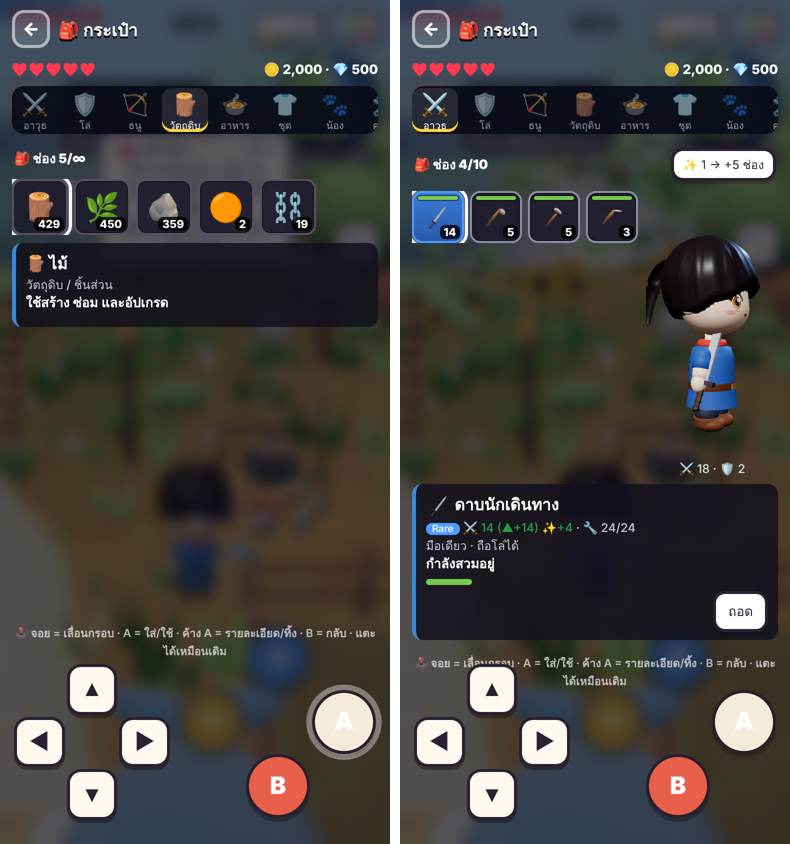 🎒 กระเป๋า
🪙 2,000 · 💎 500
อาวุธ โล่ ธนู วัตถุดิบ อาหาร ชุด น้อง
🎒 ช่อง 5/∞
429 450 359 2 19
🪵 ไม้
วัตถุดิบ / ชิ้นส่วน
ใช้สร้าง ซ่อม และอัปเกรด
🕹️ จอย = เลื่อนกรอบ · A = ใส่/ใช้ · ค้าง A = รายละเอียด/ทิ้ง · B = กลับ · แตะ
ได้เหมือนเดิม
A
B
🎒 กระเป๋า
🪙 2,000 · 💎 500
อาวุธ โล่ ธนู วัตถุดิบ อาหาร ชุด น้อง
🎒 ช่อง 4/10
✨ 1 → +5 ช่อง
14 5 5 3
⚔️ 18 · 🛡️ 2
ดาบนักเดินทาง
Rare ⚔️ 14 (▲+14) ✨+4 · 🔧 24/24
มือเดียว · ถือโล่ได้
กำลังสวมอยู่
ถอด
🕹️ จอย = เลื่อนกรอบ · A = ใส่/ใช้ · ค้าง A = รายละเอียด/ทิ้ง · B = กลับ · แตะ
ได้เหมือนเดิม
A
B